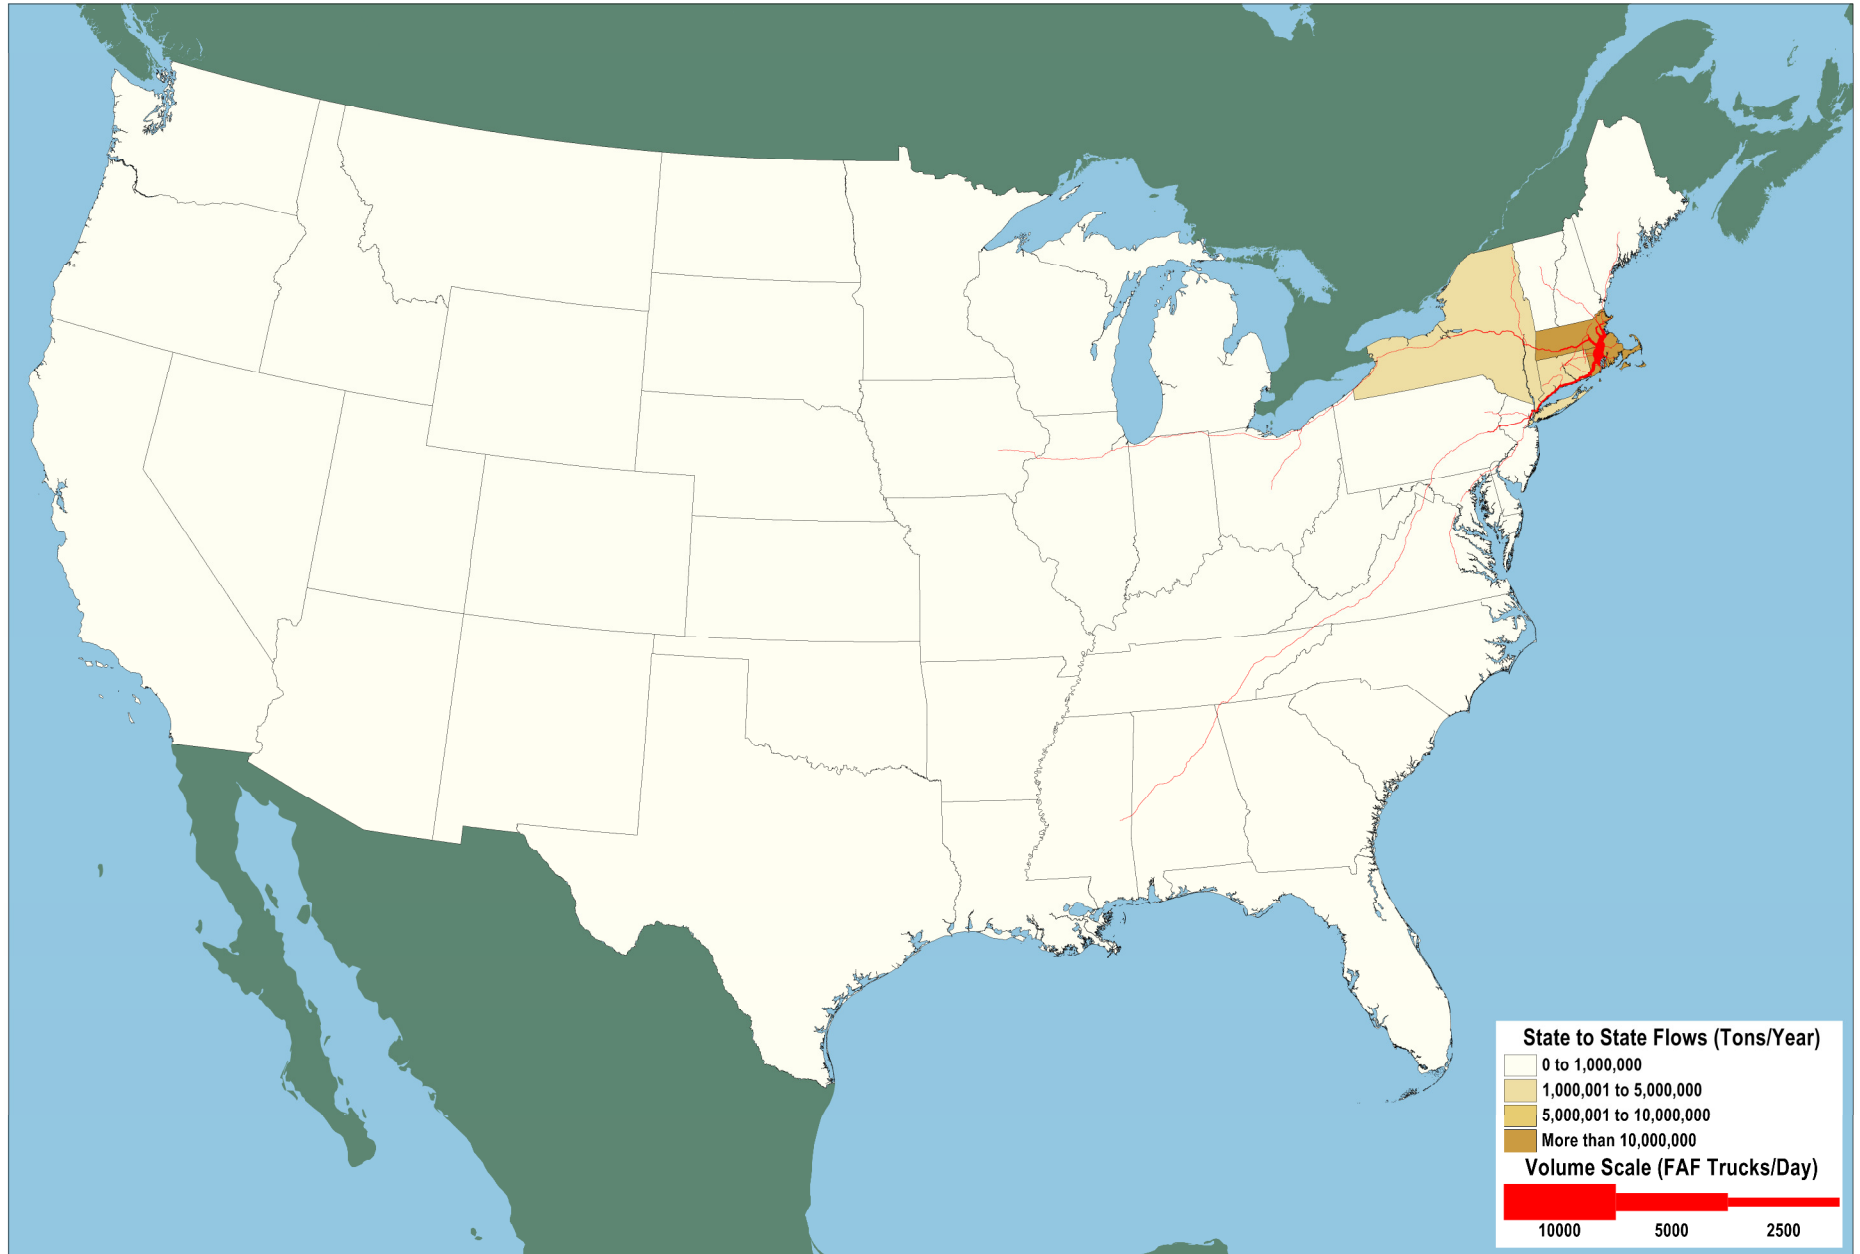 State to State Flows (Tons/Year)
0 to 1,000,000
1,000,001 to 5,000,000
5,000,001 to 10,000,000
More than 10,000,000
Volume Scale (FAF Trucks/Day)
10000 5000 2500